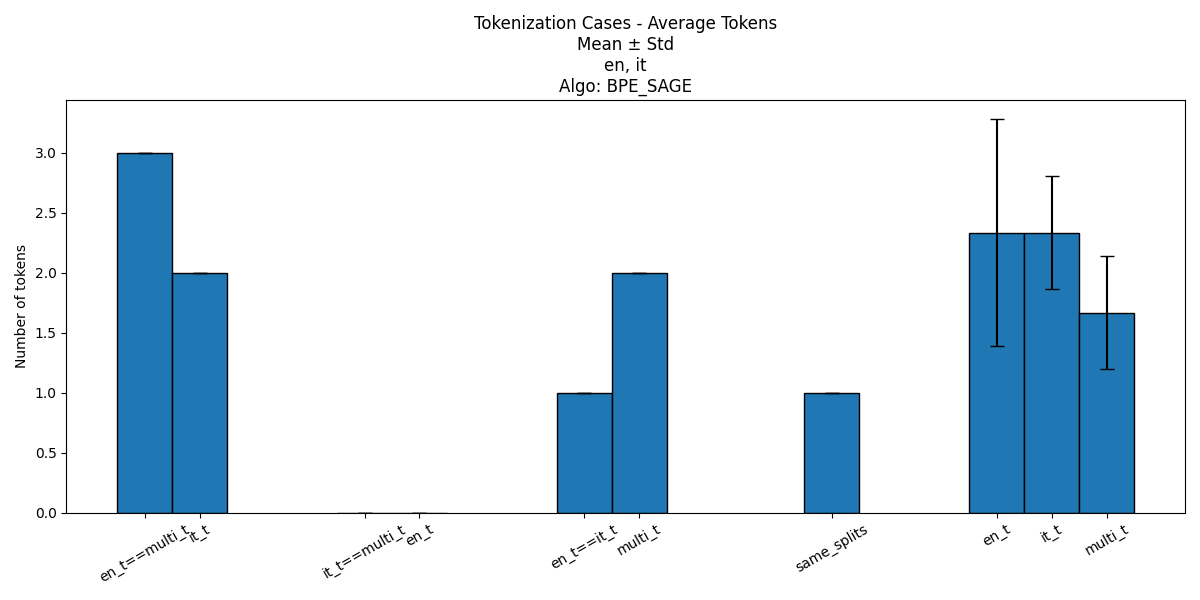 Tokenization Cases - Average Tokens
Mean ± Std
en, it
Algo: BPE_SAGE
Number of tokens
3.0
2.5
2.0
1.5
1.0
0.5
0.0
en_t==multi_t
it_t
it_t==multi_t
en_t
en_t==it_t
multi_t
same_splits
en_t
it_t
multi_t